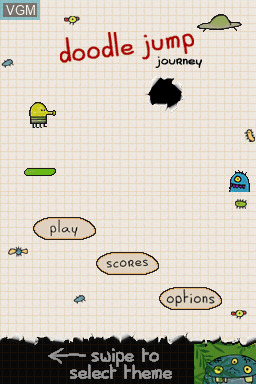 VGM
doodle jump
journey
play
scores
options
swipe to
select theme